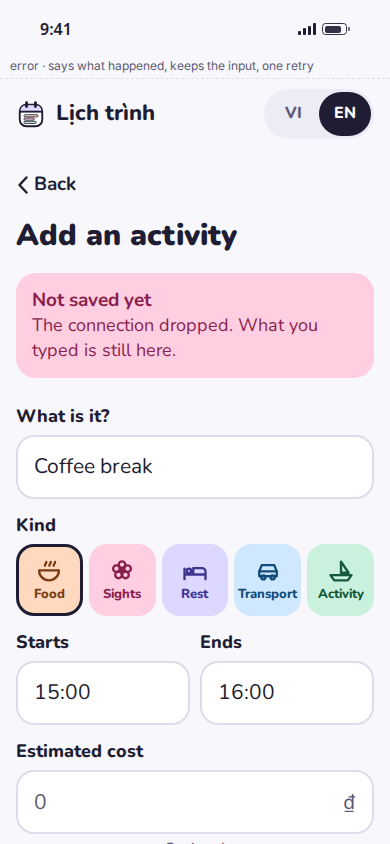 9:41
error · says what happened, keeps the input, one retry
Lịch trình
VI EN
Back
Add an activity
Not saved yet
The connection dropped. What you
typed is still here.
What is it?
Coffee break
Kind
Food Sights Rest Transport Activity
Starts Ends
15:00 16:00
Estimated cost
0 ₫